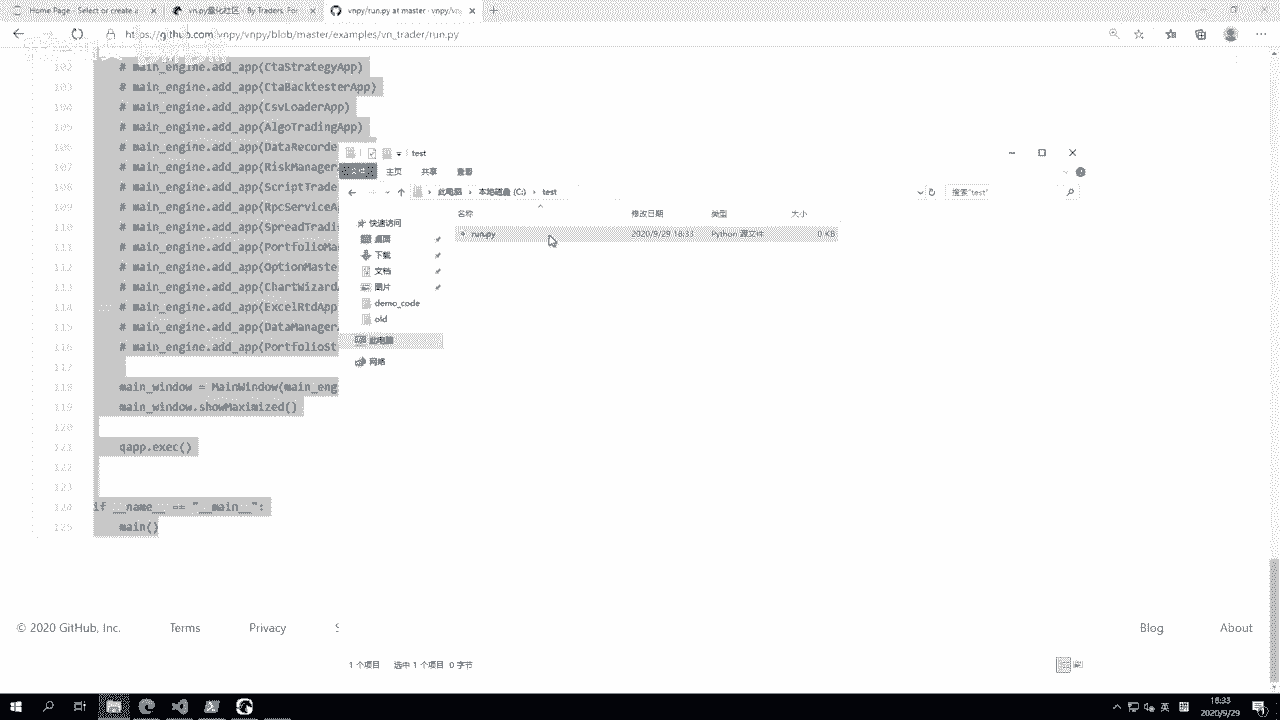 Home Page - Select or create a
vn.py量化社区 - By Traders, For
vnpy/run.py at master · vnpy/vn
https://github.com/vnpy/vnpy/blob/master/examples/vn_trader/run.py
102 # main_engine.add_app(CtaStrategyApp)
103 # main_engine.add_app(CtaBacktesterApp)
104 # main_engine.add_app(CsvLoaderApp)
105 # main_engine.add_app(AlgoTradingApp)
106 # main_engine.add_app(DataRecorde
107 # main_engine.add_app(RiskManager
108 # main_engine.add_app(ScriptTrade
109 # main_engine.add_app(RpcServiceA
110 # main_engine.add_app(SpreadTradi
111 # main_engine.add_app(PortfolioMa
112 # main_engine.add_app(OptionMaste
113 # main_engine.add_app(ChartWizard
114 # main_engine.add_app(ExcelRtdApp
115 # main_engine.add_app(DataManager
116 # main_engine.add_app(PortfolioSt
117
118 main_window = MainWindow(main_eng
119 main_window.showMaximized()
120
121 qapp.exec()
122
123
124 if __name__ == "__main__":
125 main()
test
文件 主页 共享 查看
此电脑 本地磁盘 (C:) test
搜索"test"
名称 修改日期 类型 大小
run.py 2020/9/29 16:33 Python 源文件 KB
快速访问
桌面
下载
文档
图片
demo_code
old
此电脑
网络
1 个项目 选中 1 个项目 0 字节
© 2020 GitHub, Inc. Terms Privacy Blog About
英
16:33
2020/9/29